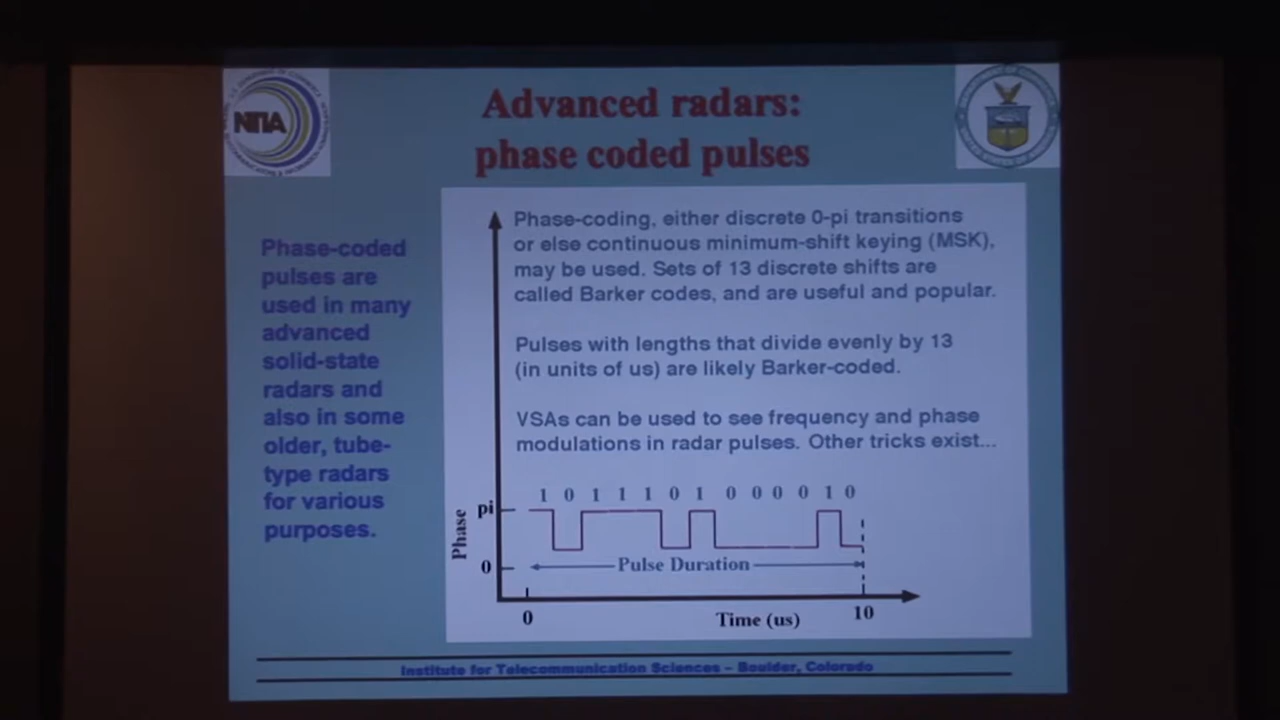 NTIA
Advanced radars:
phase coded pulses
Phase-coded
pulses are
used in many
advanced
solid-state
radars and
also in some
older, tube-
type radars
for various
purposes.
Phase-coding, either discrete 0-pi transitions
or else continuous minimum-shift keying (MSK),
may be used. Sets of 13 discrete shifts are
called Barker codes, and are useful and popular.
Pulses with lengths that divide evenly by 13
(in units of us) are likely Barker-coded.
VSAs can be used to see frequency and phase
modulations in radar pulses. Other tricks exist...
1 0 1 1 1 0 1 0 0 0 0 1 0
pi
Phase
0
Pulse Duration
0
Time (us)
10
Institute for Telecommunication Sciences – Boulder, Colorado